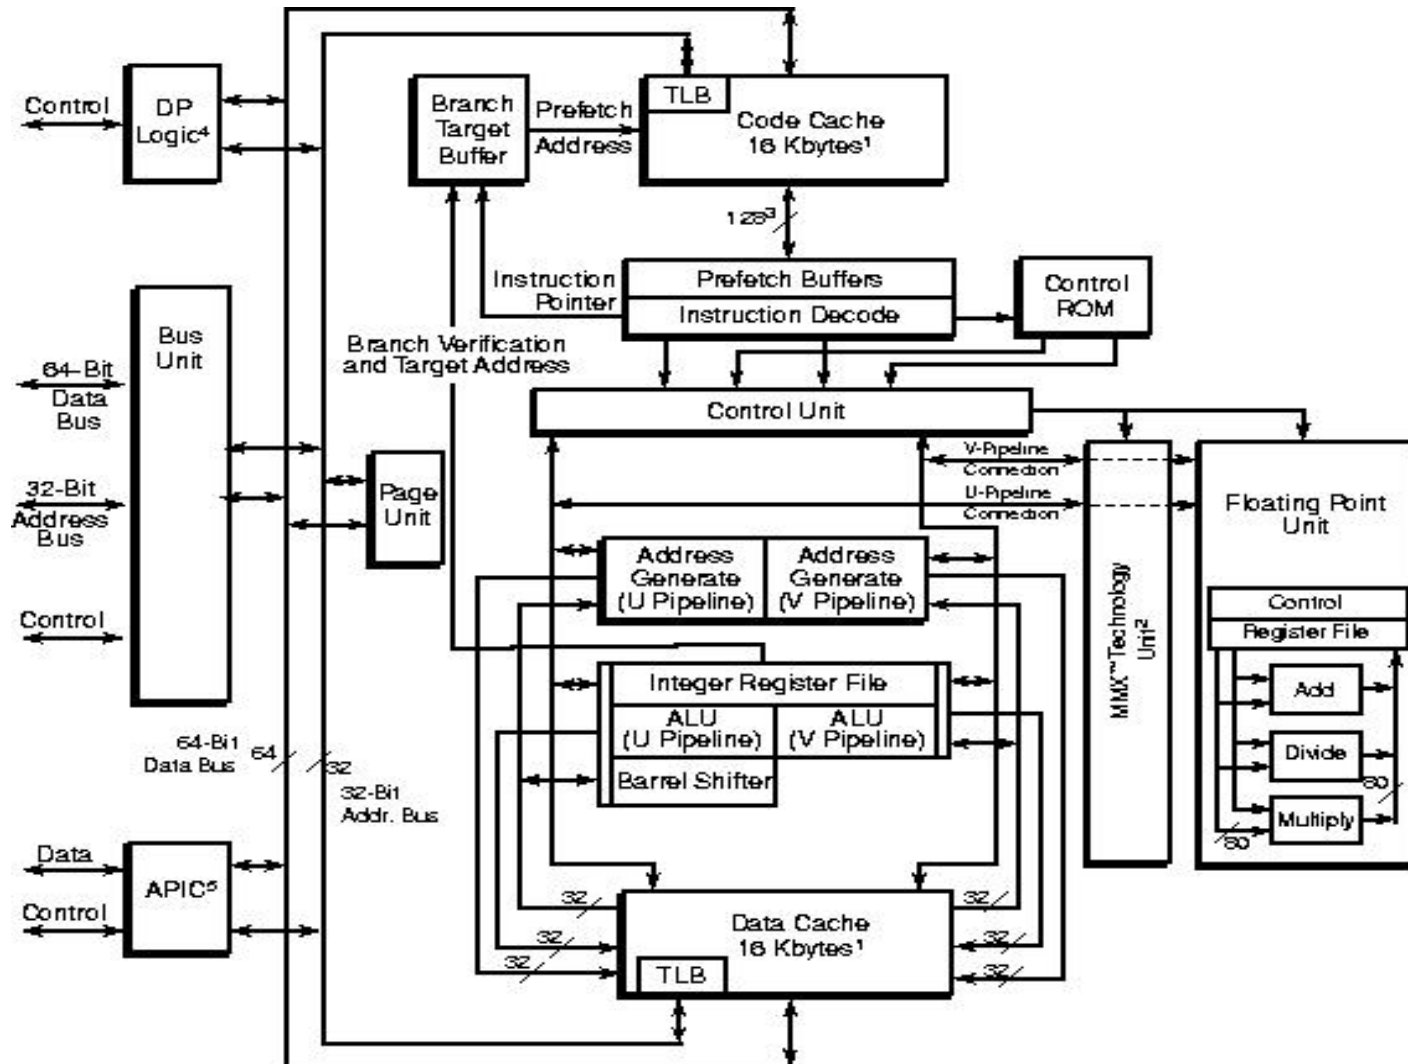 Control
DP
Logic⁴
Branch
Target
Buffer
Prefetch
Address
TLB
Code Cache
16 Kbytes¹
128³
Instruction
Pointer
Prefetch Buffers
Instruction Decode
Control
ROM
Branch Verification
and Target Address
Bus
Unit
64-Bit
Data
Bus
32-Bit
Address
Bus
Control
Page
Unit
Control Unit
V-Pipeline
Connection
U-Pipeline
Connection
MMX™Technology
Unit²
Floating Point
Unit
Control
Register File
Add
Divide
Multiply
80
80
Address
Generate
(U Pipeline)
Address
Generate
(V Pipeline)
Integer Register File
ALU
(U Pipeline)
ALU
(V Pipeline)
Barrel Shifter
64-Bit
Data Bus
64
32
32-Bit
Addr. Bus
Data
Control
APIC⁵
32
32
32
Data Cache
16 Kbytes¹
TLB
32
32
32